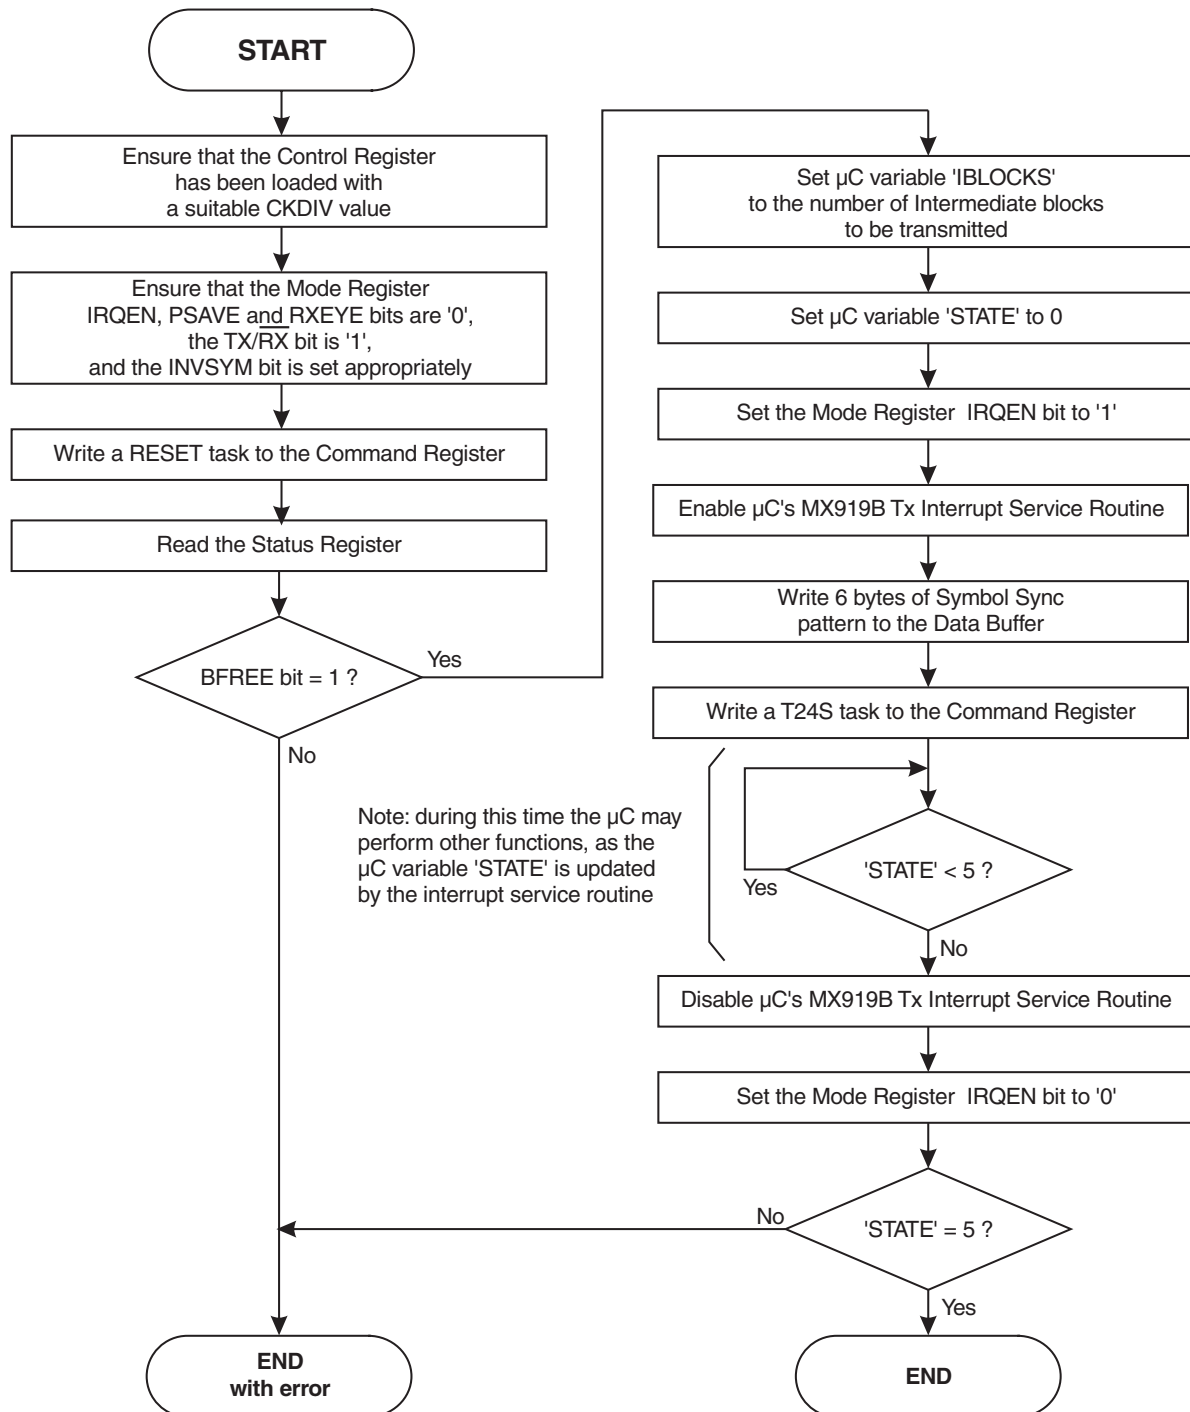 START
Ensure that the Control Register
has been loaded with
a suitable CKDIV value
Ensure that the Mode Register
IRQEN, PSAVE and RXEYE bits are '0',
the TX/R̅X̅ bit is '1',
and the INVSYM bit is set appropriately
Write a RESET task to the Command Register
Read the Status Register
BFREE bit = 1 ?
Yes
No
Set µC variable 'IBLOCKS'
to the number of Intermediate blocks
to be transmitted
Set µC variable 'STATE' to 0
Set the Mode Register IRQEN bit to '1'
Enable µC's MX919B Tx Interrupt Service Routine
Write 6 bytes of Symbol Sync
pattern to the Data Buffer
Write a T24S task to the Command Register
Note: during this time the µC may
perform other functions, as the
µC variable 'STATE' is updated
by the interrupt service routine
'STATE' < 5 ?
Yes
No
Disable µC's MX919B Tx Interrupt Service Routine
Set the Mode Register IRQEN bit to '0'
'STATE' = 5 ?
No
Yes
END
with error
END